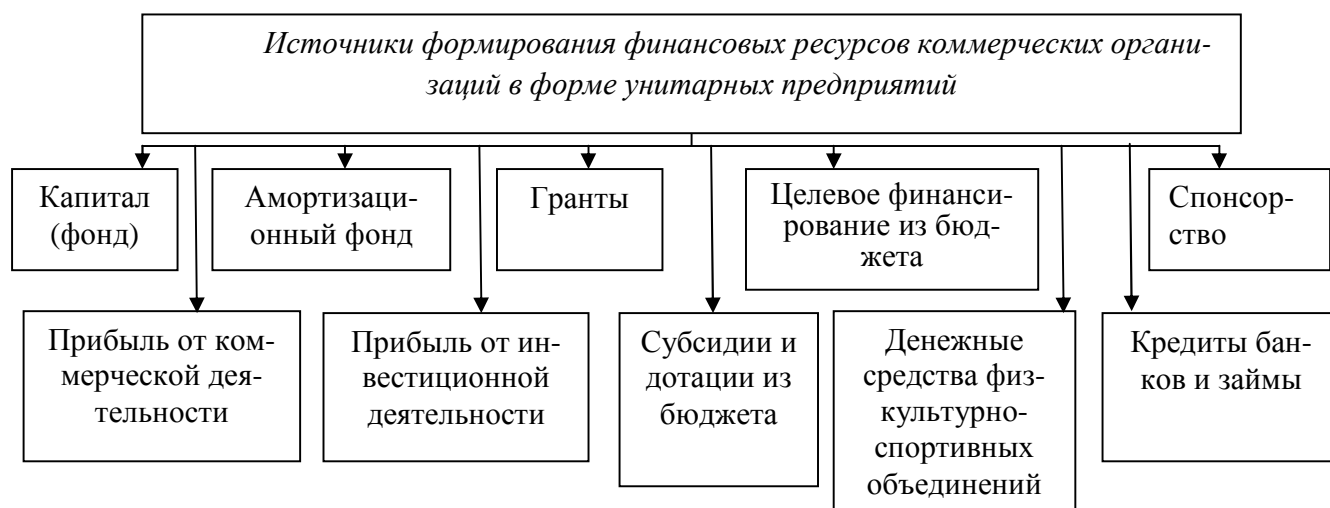 Источники формирования финансовых ресурсов коммерческих органи-
заций в форме унитарных предприятий
Капитал
(фонд)
Амортизаци-
онный фонд
Гранты
Целевое финанси-
рование из бюд-
жета
Спонсор-
ство
Прибыль от ком-
мерческой дея-
тельности
Прибыль от ин-
вестиционной
деятельности
Субсидии и
дотации из
бюджета
Денежные
средства физ-
культурно-
спортивных
объединений
Кредиты бан-
ков и займы